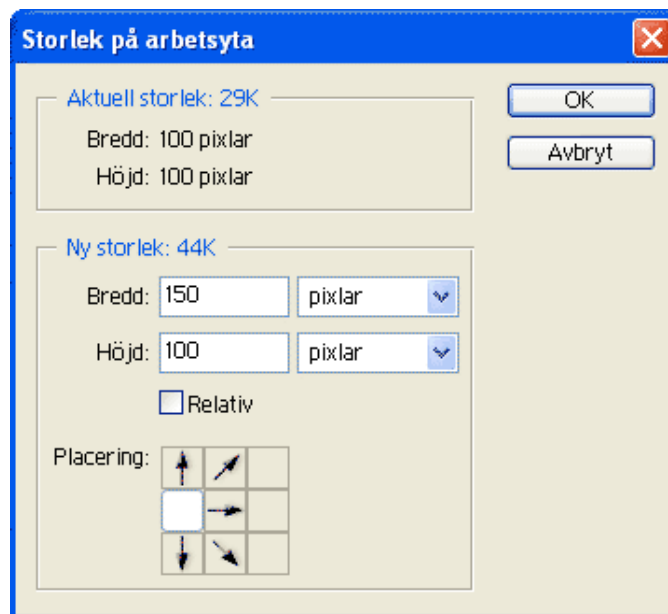 Storlek på arbetsyta
Aktuell storlek: 29K
Bredd: 100 pixlar
Höjd: 100 pixlar
OK
Avbryt
Ny storlek: 44K
Bredd: 150 pixlar
Höjd: 100 pixlar
Relativ
Placering: